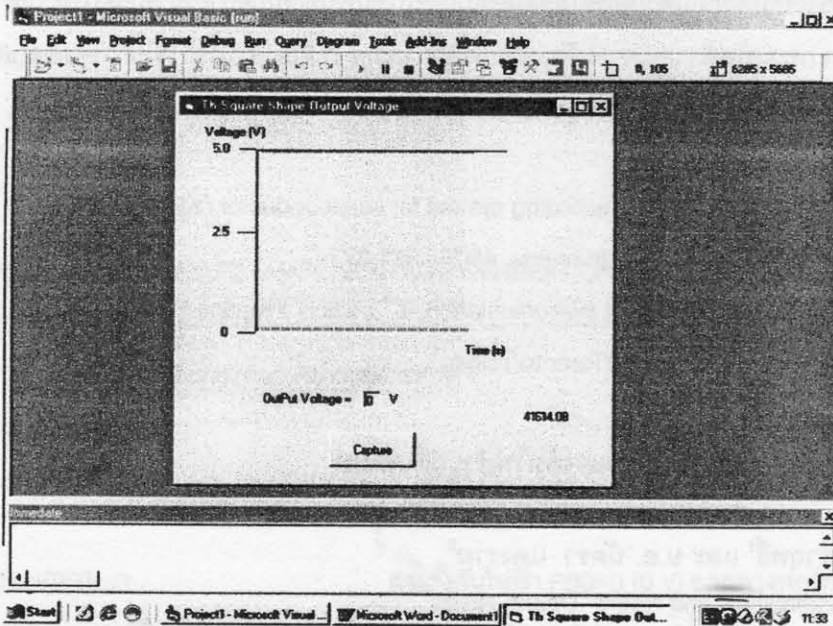 Project1 - Microsoft Visual Basic [run]
File Edit View Project Format Debug Run Query Diagram Tools Add-Ins Window Help
8, 105 6285 x 5685
Th Square Shape Output Voltage
Voltage (V)
5.0
2.5
0
Time (s)
OutPut Voltage = 0 V
41614.08
Capture
Immediate
Start Project1 - Microsoft Visual ... Microsoft Word - Document1 Th Square Shape Out... 11:33